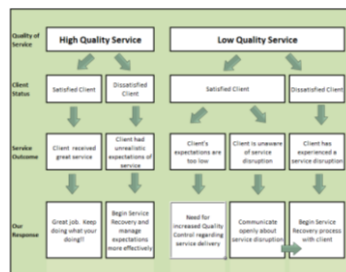 Quality of
Service
High Quality Service
Low Quality Service
Client
Status
Satisfied Client
Dissatisfied
Client
Satisfied Client
Dissatisfied Client
Service
Outcome
Client received
great service
Client had
unrealistic
expectations of
service
Client's
expectations are
too low
Client is unaware
of service
disruption
Client has
experienced a
service disruption
Our
Response
Great job. Keep
doing what your
doing!!
Begin Service
Recovery and
manage
expectations
more effectively
Need for
increased Quality
Control regarding
service delivery
Communicate
openly about
service disruption
Begin Service
Recovery process
with client